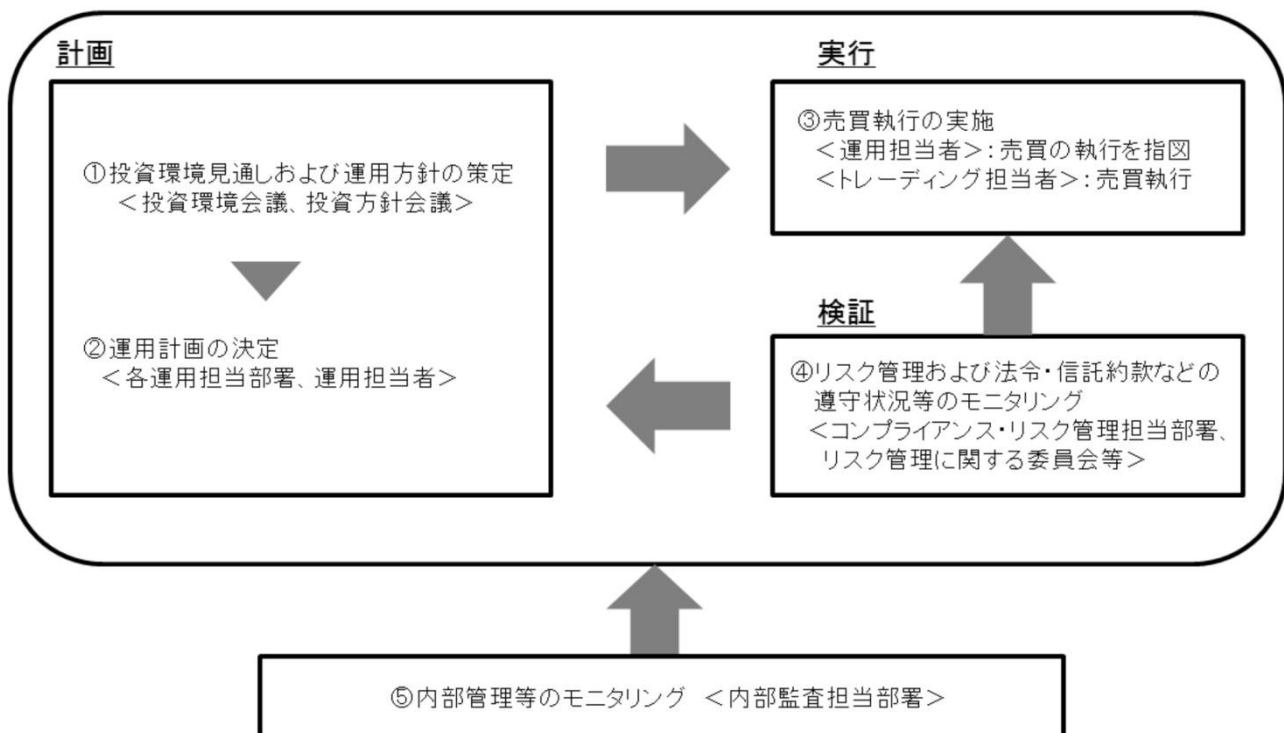 計画
①投資環境見通しおよび運用方針の策定
＜投資環境会議、投資方針会議＞
②運用計画の決定
＜各運用担当部署、運用担当者＞
実行
③売買執行の実施
＜運用担当者＞：売買の執行を指図
＜トレーディング担当者＞：売買執行
検証
④リスク管理および法令・信託約款などの
遵守状況等のモニタリング
＜コンプライアンス・リスク管理担当部署、
リスク管理に関する委員会等＞
⑤内部管理等のモニタリング ＜内部監査担当部署＞